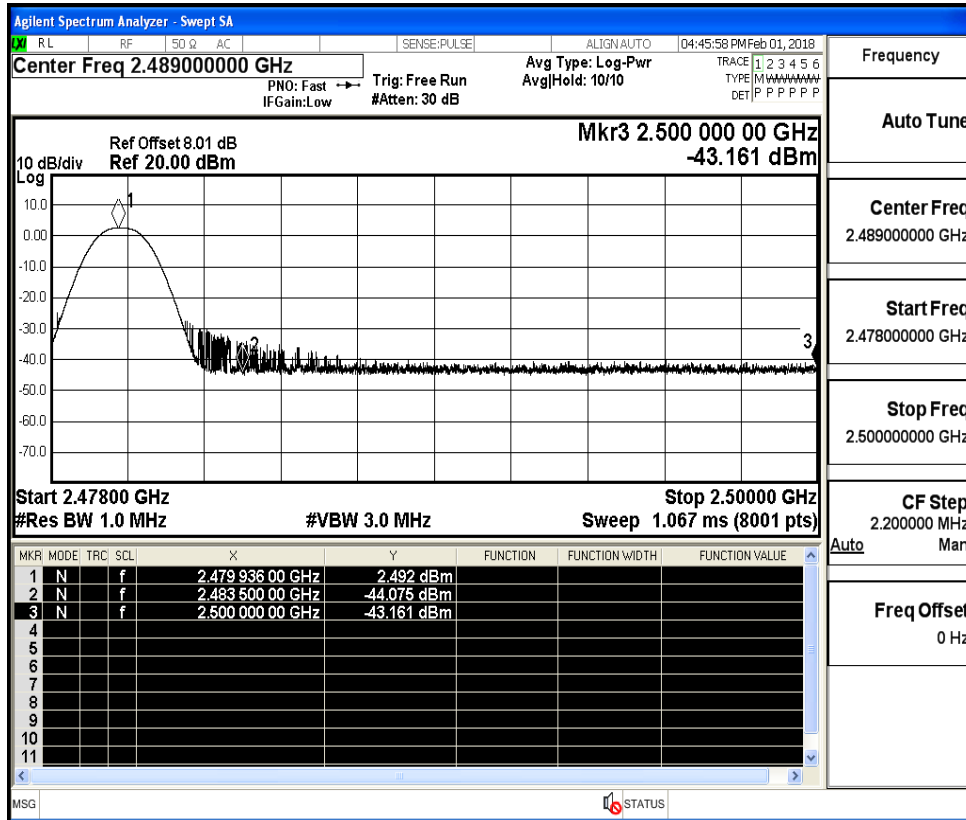 Agilent Spectrum Analyzer - Swept SA
LXI RL RF 50 Ω AC SENSE:PULSE ALIGN AUTO 04:45:58 PM Feb 01, 2018
Center Freq 2.489000000 GHz
PNO: Fast
IFGain:Low
Trig: Free Run
#Atten: 30 dB
Avg Type: Log-Pwr
Avg|Hold: 10/10
TRACE 1 2 3 4 5 6
TYPE M W W W W W
DET P P P P P P
Ref Offset 8.01 dB
Ref 20.00 dBm
10 dB/div
Log
Mkr3 2.500 000 00 GHz
-43.161 dBm
10.0
0.00
-10.0
-20.0
-30.0
-40.0
-50.0
-60.0
-70.0
1
2
3
Start 2.47800 GHz
#Res BW 1.0 MHz
#VBW 3.0 MHz
Stop 2.50000 GHz
Sweep 1.067 ms (8001 pts)
MKR MODE TRC SCL X Y FUNCTION FUNCTION WIDTH FUNCTION VALUE
1 N f 2.479 936 00 GHz 2.492 dBm
2 N f 2.483 500 00 GHz -44.075 dBm
3 N f 2.500 000 00 GHz -43.161 dBm
4
5
6
7
8
9
10
11
MSG
STATUS
Frequency
Auto Tune
Center Freq
2.489000000 GHz
Start Freq
2.478000000 GHz
Stop Freq
2.500000000 GHz
CF Step
2.200000 MHz
Auto Man
Freq Offset
0 Hz